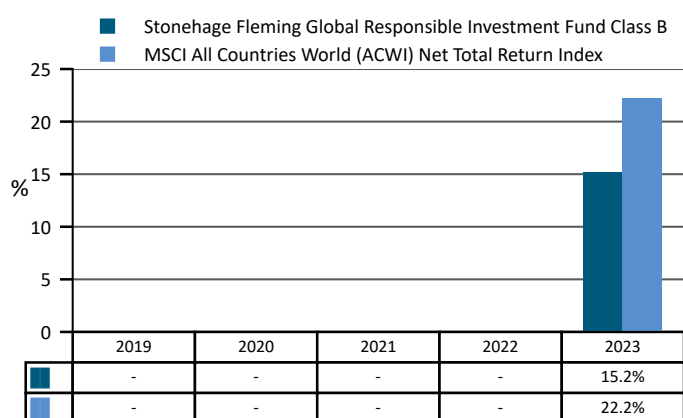 Stonehage Fleming Global Responsible Investment Fund Class B
MSCI All Countries World (ACWI) Net Total Return Index
25
20
15
%
10
5
0
2019 2020 2021 2022 2023
- - - - 15.2%
- - - - 22.2%